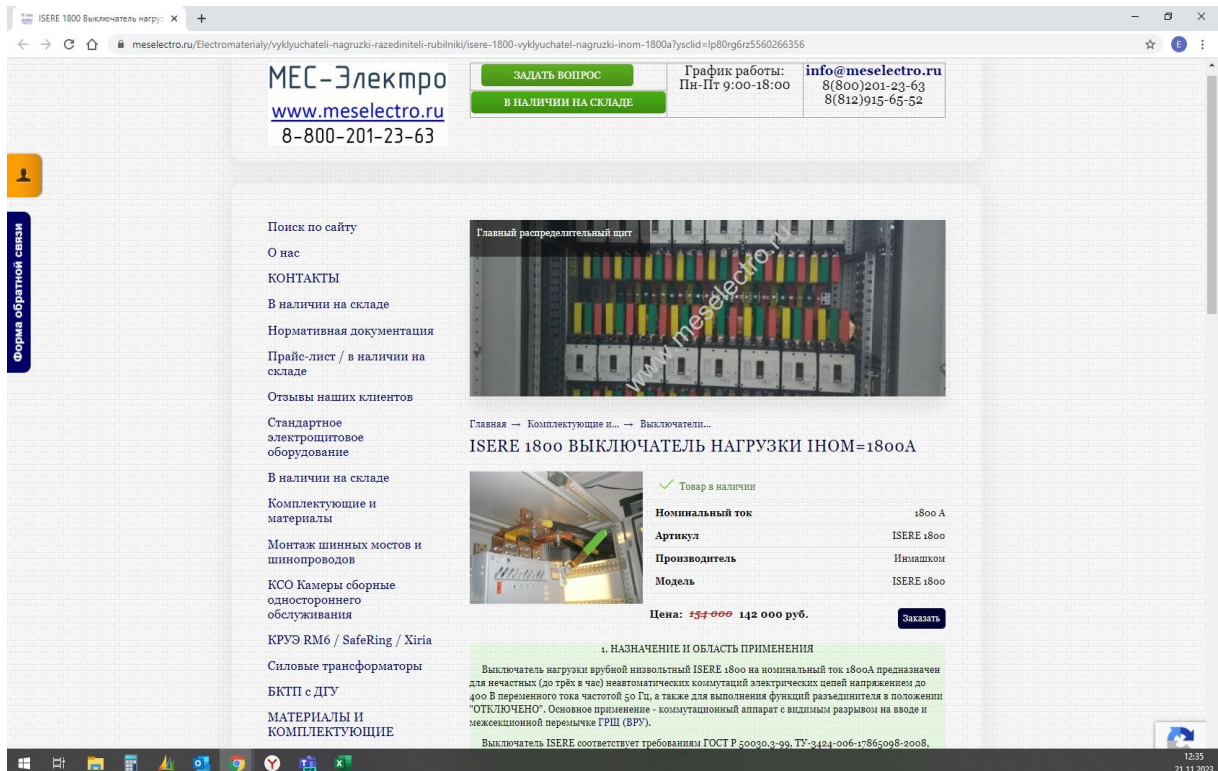 ISERE 1800 Выключатель нагру
meselectro.ru/Electromaterialy/vyklyuchateli-nagruzki-razediniteli-rubilniki/isere-1800-vyklyuchatel-nagruzki-inom-1800a?ysclid=lp80rg6rz5560266356
E
МЕС-Электро
www.meselectro.ru
8-800-201-23-63
ЗАДАТЬ ВОПРОС
В НАЛИЧИИ НА СКЛАДЕ
График работы:
Пн-Пт 9:00-18:00
info@meselectro.ru
8(800)201-23-63
8(812)915-65-52
Форма обратной связи
Поиск по сайту
О нас
КОНТАКТЫ
В наличии на складе
Нормативная документация
Прайс-лист / в наличии на
складе
Отзывы наших клиентов
Стандартное
электрощитовое
оборудование
В наличии на складе
Комплектующие и
материалы
Монтаж шинных мостов и
шинопроводов
КСО Камеры сборные
одностороннего
обслуживания
КРУЭ RM6 / SafeRing / Xiria
Силовые трансформаторы
БКТП с ДГУ
МАТЕРИАЛЫ И
КОМПЛЕКТУЮЩИЕ
Главный распределительный щит
www.meselectro.ru
Главная → Комплектующие и... → Выключатели...
ISERE 1800 ВЫКЛЮЧАТЕЛЬ НАГРУЗКИ IНОМ=1800А
Товар в наличии
Номинальный ток 1800 А
Артикул ISERE 1800
Производитель Инмашком
Модель ISERE 1800
Цена: 154 000 142 000 руб.
Заказать
1. НАЗНАЧЕНИЕ И ОБЛАСТЬ ПРИМЕНЕНИЯ
Выключатель нагрузки врубной низвольтный ISERE 1800 на номинальный ток 1800А предназначен
для нечастых (до трёх в час) неавтоматических коммутаций электрических цепей напряжением до
400 В переменного тока частотой 50 Гц, а также для выполнения функций разъединителя в положении
"ОТКЛЮЧЕНО". Основное применение - коммутационный аппарат с видимым разрывом на вводе и
межсекционной перемычке ГРЩ (ВРУ).
Выключатель ISERE соответствует требованиям ГОСТ Р 50030.3-99, ТУ-3424-006-17865098-2008,
12:35
21.11.2023